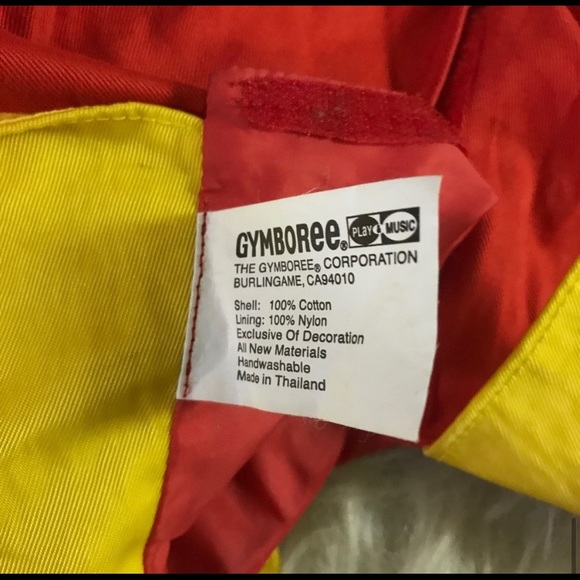 GYMBOREE® PLAY & MUSIC
THE GYMBOREE® CORPORATION
BURLINGAME, CA94010
Shell: 100% Cotton
Lining: 100% Nylon
Exclusive Of Decoration
All New Materials
Handwashable
Made in Thailand